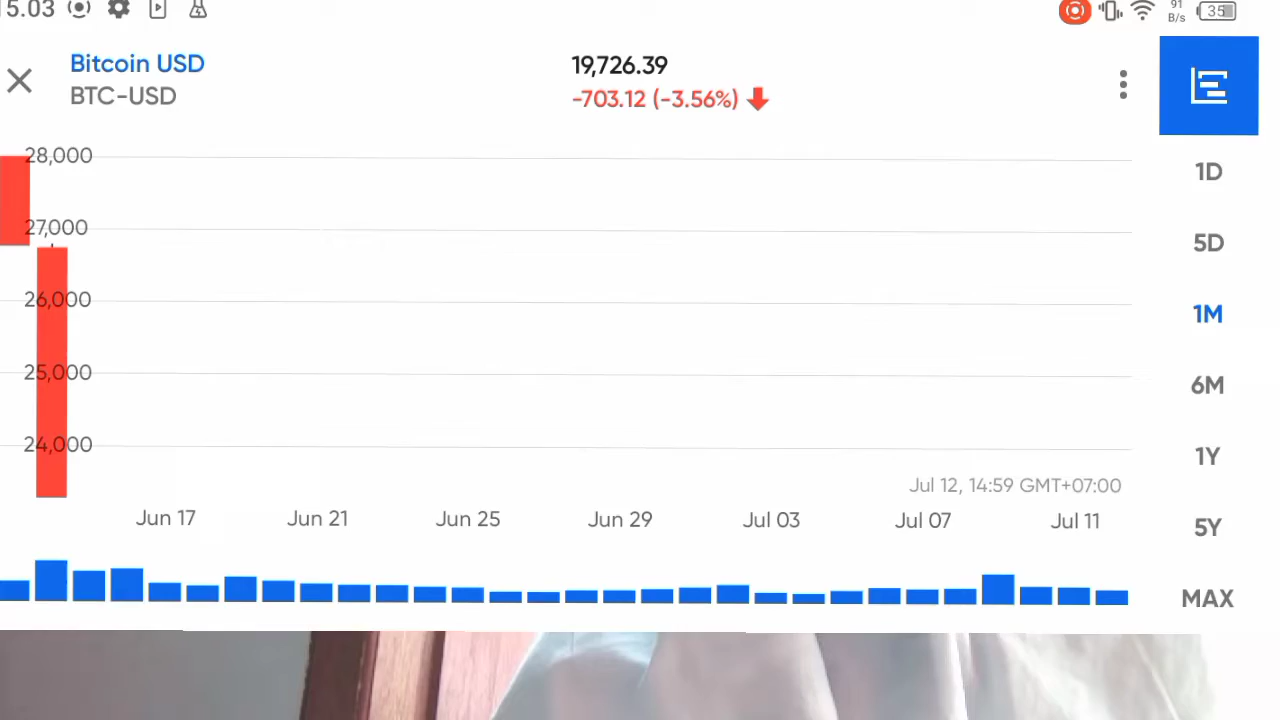 15.03
91
B/s
35
Bitcoin USD
BTC-USD
19,726.39
-703.12 (-3.56%)
28,000
27,000
26,000
25,000
24,000
1D
5D
1M
6M
1Y
5Y
MAX
Jul 12, 14:59 GMT+07:00
Jun 17
Jun 21
Jun 25
Jun 29
Jul 03
Jul 07
Jul 11